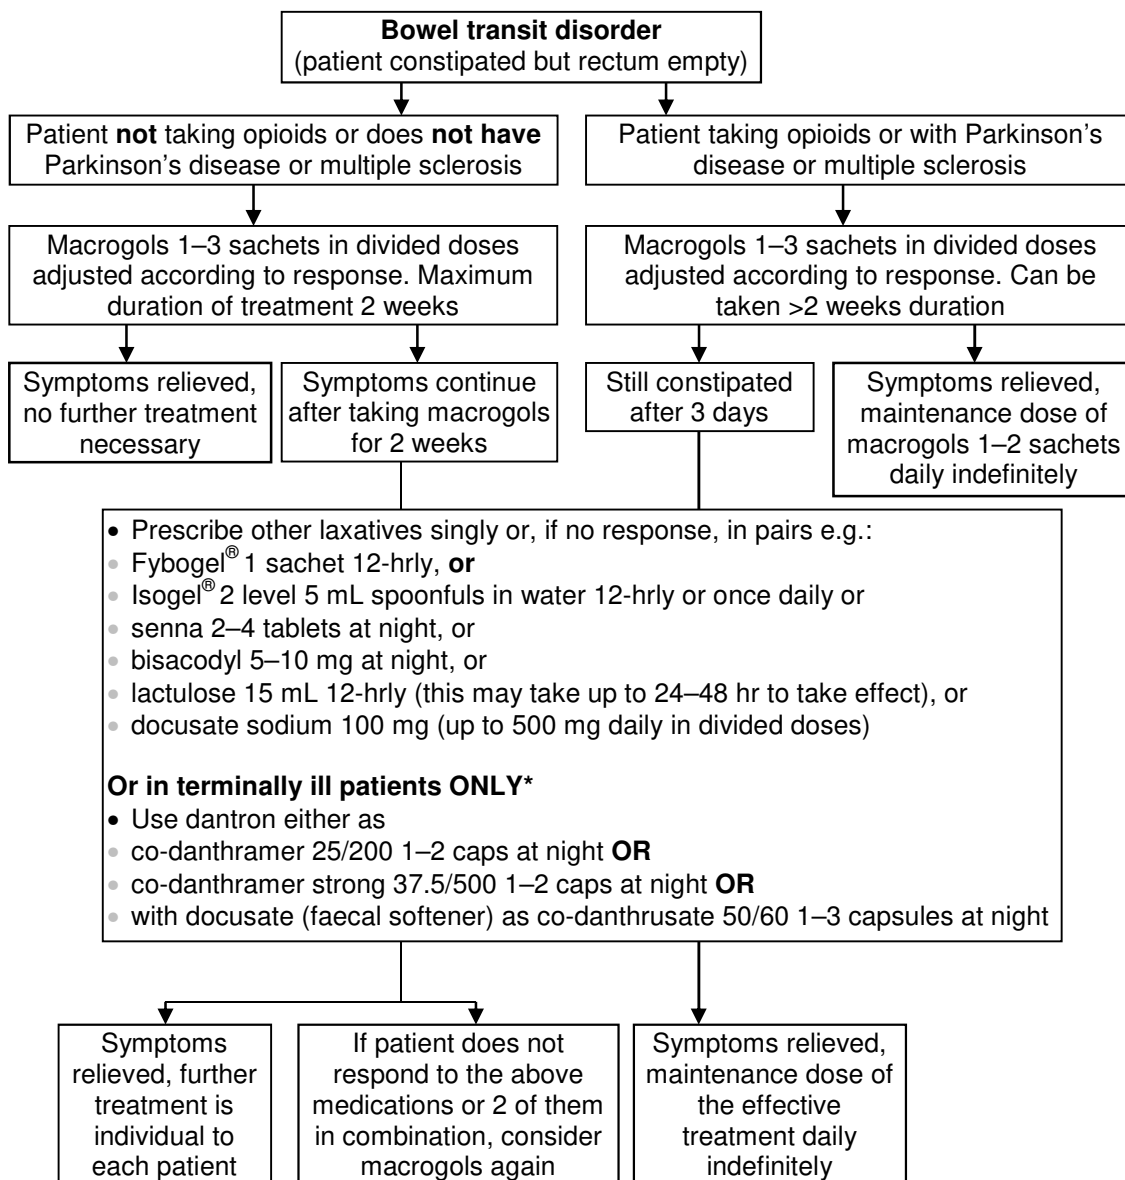 Bowel transit disorder
(patient constipated but rectum empty)
Patient not taking opioids or does not have
Parkinson's disease or multiple sclerosis
Patient taking opioids or with Parkinson's
disease or multiple sclerosis
Macrogols 1–3 sachets in divided doses
adjusted according to response. Maximum
duration of treatment 2 weeks
Macrogols 1–3 sachets in divided doses
adjusted according to response. Can be
taken >2 weeks duration
Symptoms relieved,
no further treatment
necessary
Symptoms continue
after taking macrogols
for 2 weeks
Still constipated
after 3 days
Symptoms relieved,
maintenance dose of
macrogols 1–2 sachets
daily indefinitely
• Prescribe other laxatives singly or, if no response, in pairs e.g.:
• Fybogel® 1 sachet 12-hrly, or
• Isogel® 2 level 5 mL spoonfuls in water 12-hrly or once daily or
• senna 2–4 tablets at night, or
• bisacodyl 5–10 mg at night, or
• lactulose 15 mL 12-hrly (this may take up to 24–48 hr to take effect), or
• docusate sodium 100 mg (up to 500 mg daily in divided doses)
Or in terminally ill patients ONLY*
• Use dantron either as
• co-danthramer 25/200 1–2 caps at night OR
• co-danthramer strong 37.5/500 1–2 caps at night OR
• with docusate (faecal softener) as co-danthrusate 50/60 1–3 capsules at night
Symptoms
relieved, further
treatment is
individual to
each patient
If patient does not
respond to the above
medications or 2 of them
in combination, consider
macrogols again
Symptoms relieved,
maintenance dose of
the effective
treatment daily
indefinitely